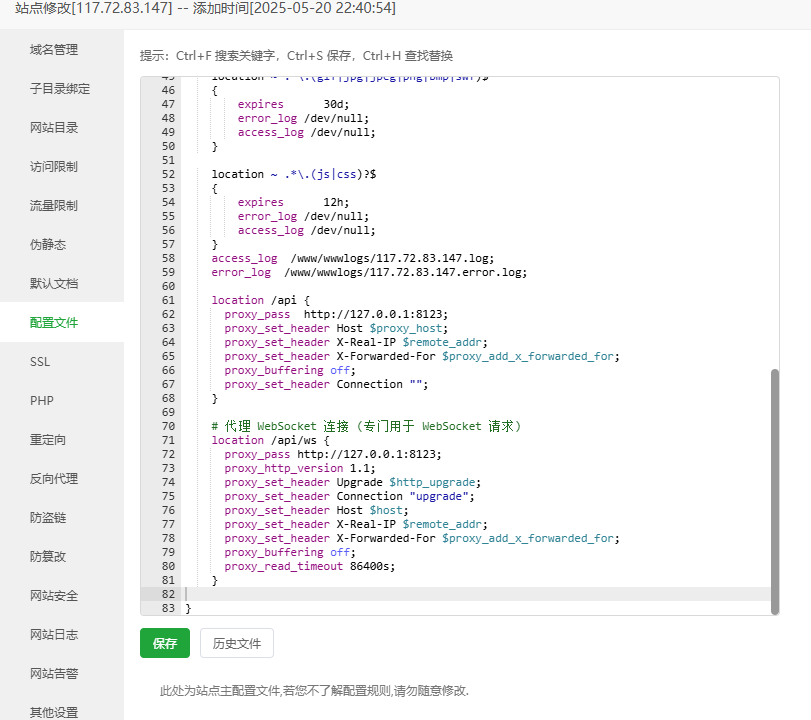 站点修改[117.72.83.147] -- 添加时间[2025-05-20 22:40:54]
域名管理
子目录绑定
网站目录
访问限制
流量限制
伪静态
默认文档
配置文件
SSL
PHP
重定向
反向代理
防盗链
防篡改
网站安全
网站日志
网站告警
其他设置
提示：Ctrl+F 搜索关键字，Ctrl+S 保存，Ctrl+H 查找替换
46 {
47 expires      30d;
48 error_log /dev/null;
49 access_log /dev/null;
50 }
51
52 location ~ .*\.(js|css)?$
53 {
54 expires      12h;
55 error_log /dev/null;
56 access_log /dev/null;
57 }
58 access_log  /www/wwwlogs/117.72.83.147.log;
59 error_log  /www/wwwlogs/117.72.83.147.error.log;
60
61 location /api {
62 proxy_pass  http://127.0.0.1:8123;
63 proxy_set_header Host $proxy_host;
64 proxy_set_header X-Real-IP $remote_addr;
65 proxy_set_header X-Forwarded-For $proxy_add_x_forwarded_for;
66 proxy_buffering off;
67 proxy_set_header Connection "";
68 }
69
70 # 代理 WebSocket 连接（专门用于 WebSocket 请求）
71 location /api/ws {
72 proxy_pass http://127.0.0.1:8123;
73 proxy_http_version 1.1;
74 proxy_set_header Upgrade $http_upgrade;
75 proxy_set_header Connection "upgrade";
76 proxy_set_header Host $host;
77 proxy_set_header X-Real-IP $remote_addr;
78 proxy_set_header X-Forwarded-For $proxy_add_x_forwarded_for;
79 proxy_buffering off;
80 proxy_read_timeout 86400s;
81 }
82
83 }
保存
历史文件
此处为站点主配置文件,若您不了解配置规则,请勿随意修改.